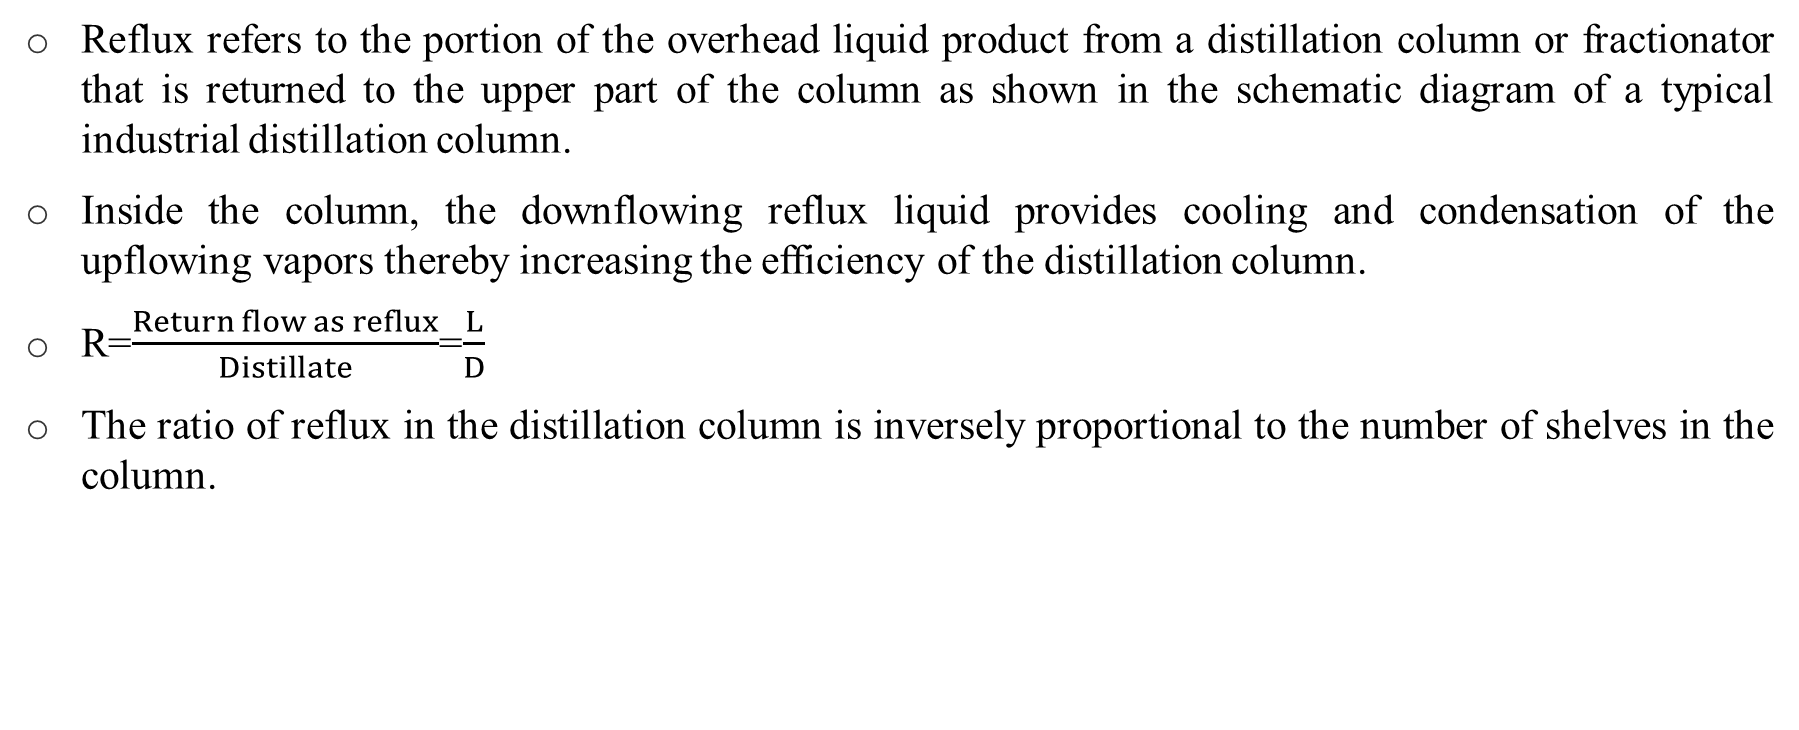 ○ Reflux refers to the portion of the overhead liquid product from a distillation column or fractionator
that is returned to the upper part of the column as shown in the schematic diagram of a typical
industrial distillation column.
○ Inside the column, the downflowing reflux liquid provides cooling and condensation of the
upflowing vapors thereby increasing the efficiency of the distillation column.
○ R=Return flow as reflux/Distillate=L/D
○ The ratio of reflux in the distillation column is inversely proportional to the number of shelves in the
column.